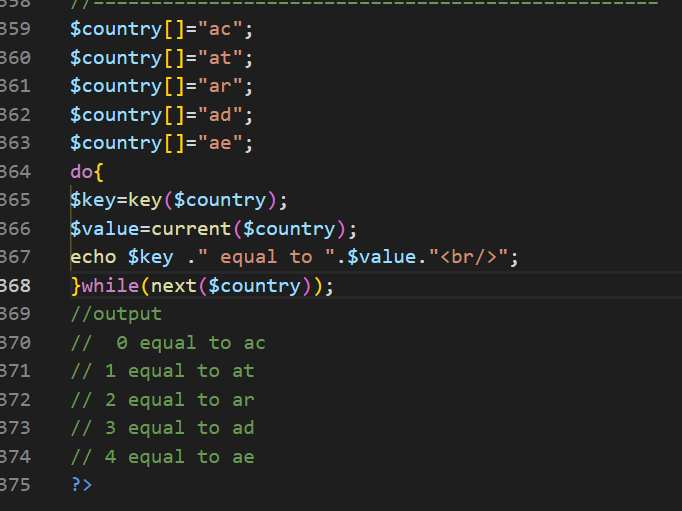 358 //-------------------------------------------------
359 $country[]="ac";
360 $country[]="at";
361 $country[]="ar";
362 $country[]="ad";
363 $country[]="ae";
364 do{
365 $key=key($country);
366 $value=current($country);
367 echo $key ." equal to ".$value."<br/>";
368 }while(next($country));
369 //output
370 //  0 equal to ac
371 // 1 equal to at
372 // 2 equal to ar
373 // 3 equal to ad
374 // 4 equal to ae
375 ?>